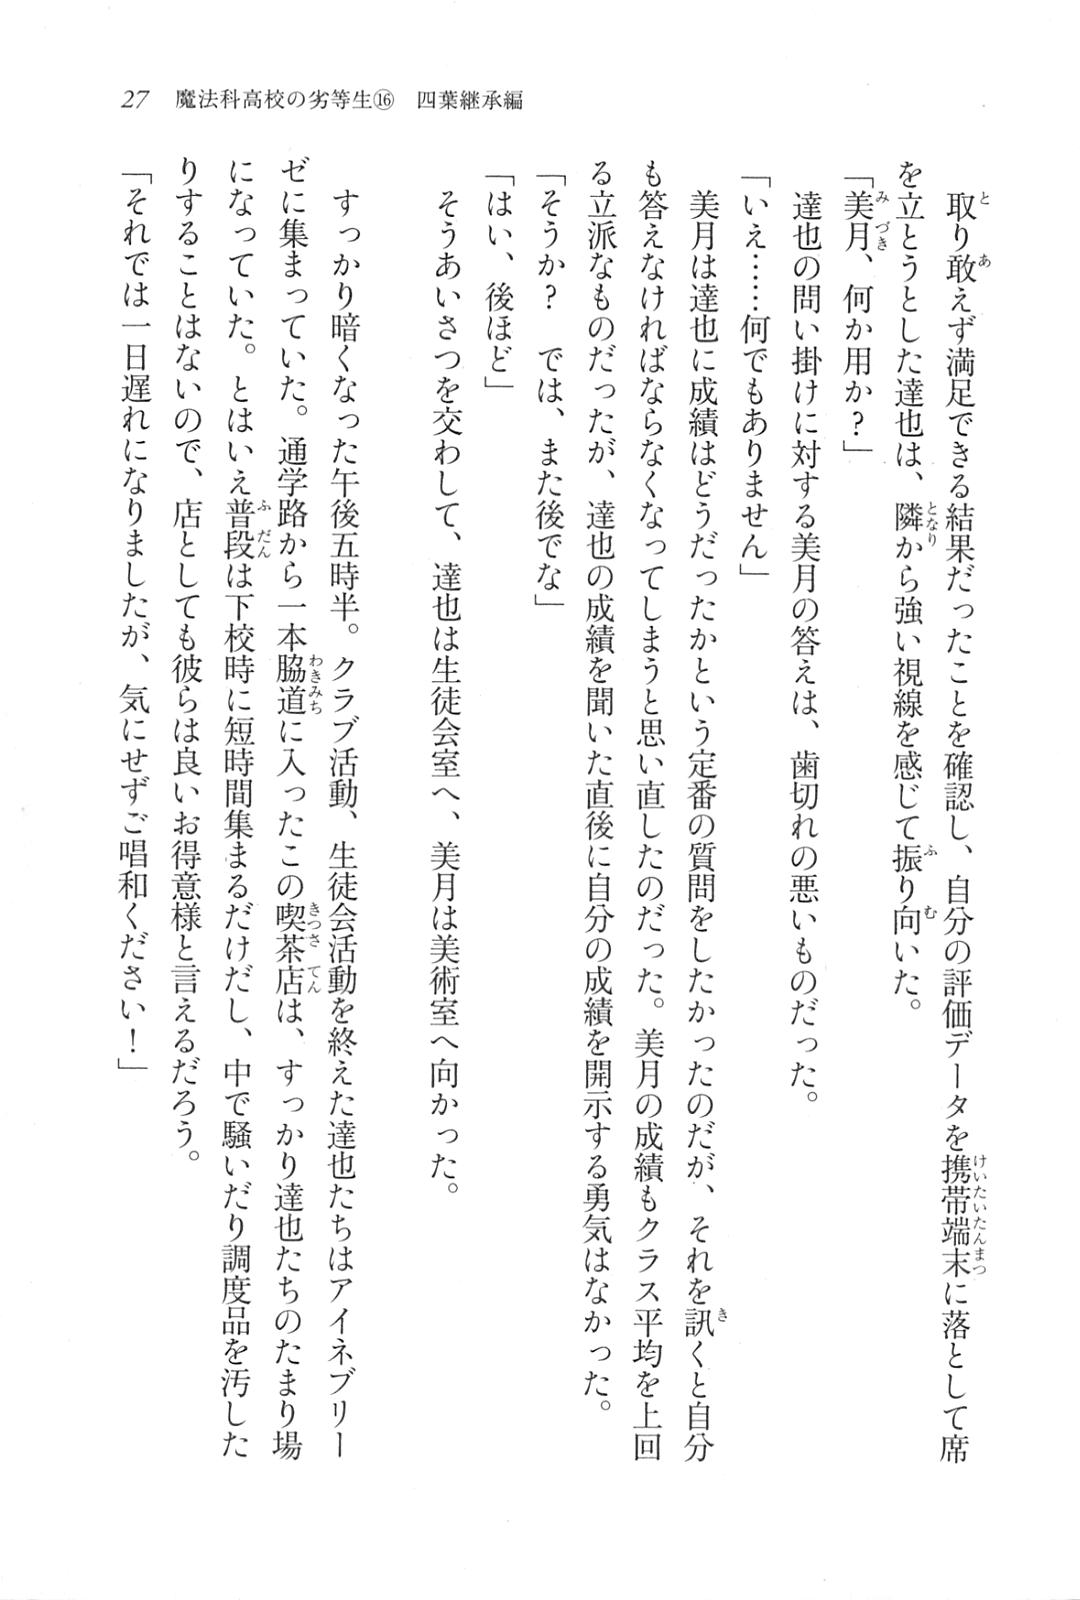 27　魔法科高校の劣等生⑯　四葉継承編
　取り敢えず満足できる結果だったことを確認し、自分の評価データを携帯端末に落として席
を立とうとした達也は、隣から強い視線を感じて振り向いた。
「美月、何か用か？」
　達也の問い掛けに対する美月の答えは、歯切れの悪いものだった。
「いえ……何でもありません」
　美月は達也に成績はどうだったかという定番の質問をしたかったのだが、それを訊くと自分
も答えなければならなくなってしまうと思い直したのだった。美月の成績もクラス平均を上回
る立派なものだったが、達也の成績を聞いた直後に自分の成績を開示する勇気はなかった。
「そうか？　では、また後でな」
「はい、後ほど」
　そうあいさつを交わして、達也は生徒会室へ、美月は美術室へ向かった。
　すっかり暗くなった午後五時半。クラブ活動、生徒会活動を終えた達也たちはアイネブリー
ゼに集まっていた。通学路から一本脇道に入ったこの喫茶店は、すっかり達也たちのたまり場
になっていた。とはいえ普段は下校時に短時間集まるだけだし、中で騒いだり調度品を汚した
りすることはないので、店としても彼らは良いお得意様と言えるだろう。
「それでは一日遅れになりましたが、気にせずご唱和ください！」